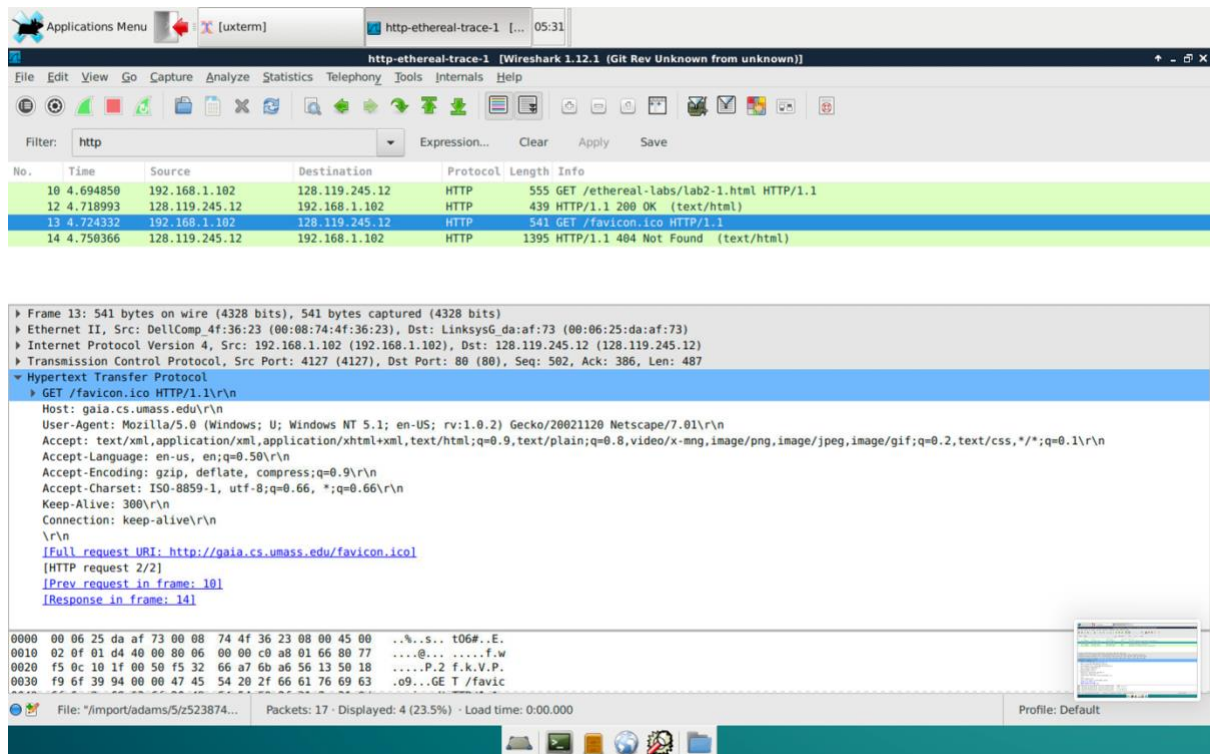 Applications Menu [uxterm] http-ethereal-trace-1 [... 05:31
http-ethereal-trace-1 [Wireshark 1.12.1 (Git Rev Unknown from unknown)]
File Edit View Go Capture Analyze Statistics Telephony Tools Internals Help
Filter: http Expression... Clear Apply Save
No. Time Source Destination Protocol Length Info
10 4.694850 192.168.1.102 128.119.245.12 HTTP 555 GET /ethereal-labs/lab2-1.html HTTP/1.1
12 4.718993 128.119.245.12 192.168.1.102 HTTP 439 HTTP/1.1 200 OK (text/html)
13 4.724332 192.168.1.102 128.119.245.12 HTTP 541 GET /favicon.ico HTTP/1.1
14 4.750366 128.119.245.12 192.168.1.102 HTTP 1395 HTTP/1.1 404 Not Found (text/html)
Frame 13: 541 bytes on wire (4328 bits), 541 bytes captured (4328 bits)
Ethernet II, Src: DellComp_4f:36:23 (00:08:74:4f:36:23), Dst: LinksysG_da:af:73 (00:06:25:da:af:73)
Internet Protocol Version 4, Src: 192.168.1.102 (192.168.1.102), Dst: 128.119.245.12 (128.119.245.12)
Transmission Control Protocol, Src Port: 4127 (4127), Dst Port: 80 (80), Seq: 502, Ack: 386, Len: 487
Hypertext Transfer Protocol
GET /favicon.ico HTTP/1.1\r\n
Host: gaia.cs.umass.edu\r\n
User-Agent: Mozilla/5.0 (Windows; U; Windows NT 5.1; en-US; rv:1.0.2) Gecko/20021120 Netscape/7.01\r\n
Accept: text/xml,application/xml,application/xhtml+xml,text/html;q=0.9,text/plain;q=0.8,video/x-mng,image/png,image/jpeg,image/gif;q=0.2,text/css,*/*;q=0.1\r\n
Accept-Language: en-us, en;q=0.50\r\n
Accept-Encoding: gzip, deflate, compress;q=0.9\r\n
Accept-Charset: ISO-8859-1, utf-8;q=0.66, *;q=0.66\r\n
Keep-Alive: 300\r\n
Connection: keep-alive\r\n
\r\n
[Full request URI: http://gaia.cs.umass.edu/favicon.ico]
[HTTP request 2/2]
[Prev request in frame: 10]
[Response in frame: 14]
0000 00 06 25 da af 73 00 08 74 4f 36 23 08 00 45 00 ..%..s.. tO6#..E.
0010 02 0f 01 d4 40 00 80 06 00 00 c0 a8 01 66 80 77 ....@... .....f.w
0020 f5 0c 10 1f 00 50 f5 32 66 a7 6b a6 56 13 50 18 .....P.2 f.k.V.P.
0030 f9 6f 39 94 00 00 47 45 54 20 2f 66 61 76 69 63 .o9...GE T /favic
File: "/import/adams/5/z523874... Packets: 17 · Displayed: 4 (23.5%) · Load time: 0:00.000 Profile: Default